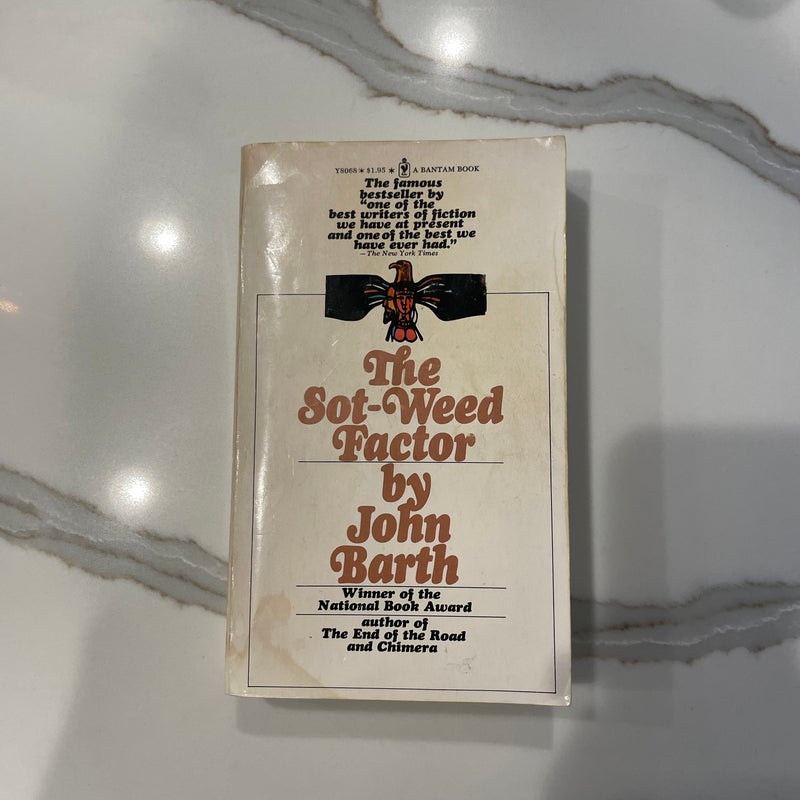 Y8068 * $1.95 * A BANTAM BOOK
The famous
bestseller by
“one of the
best writers of fiction
we have at present
and one of the best we
have ever had.”
—The New York Times
The
Sot-Weed
Factor
by
John
Barth
Winner of the
National Book Award
author of
The End of the Road
and Chimera